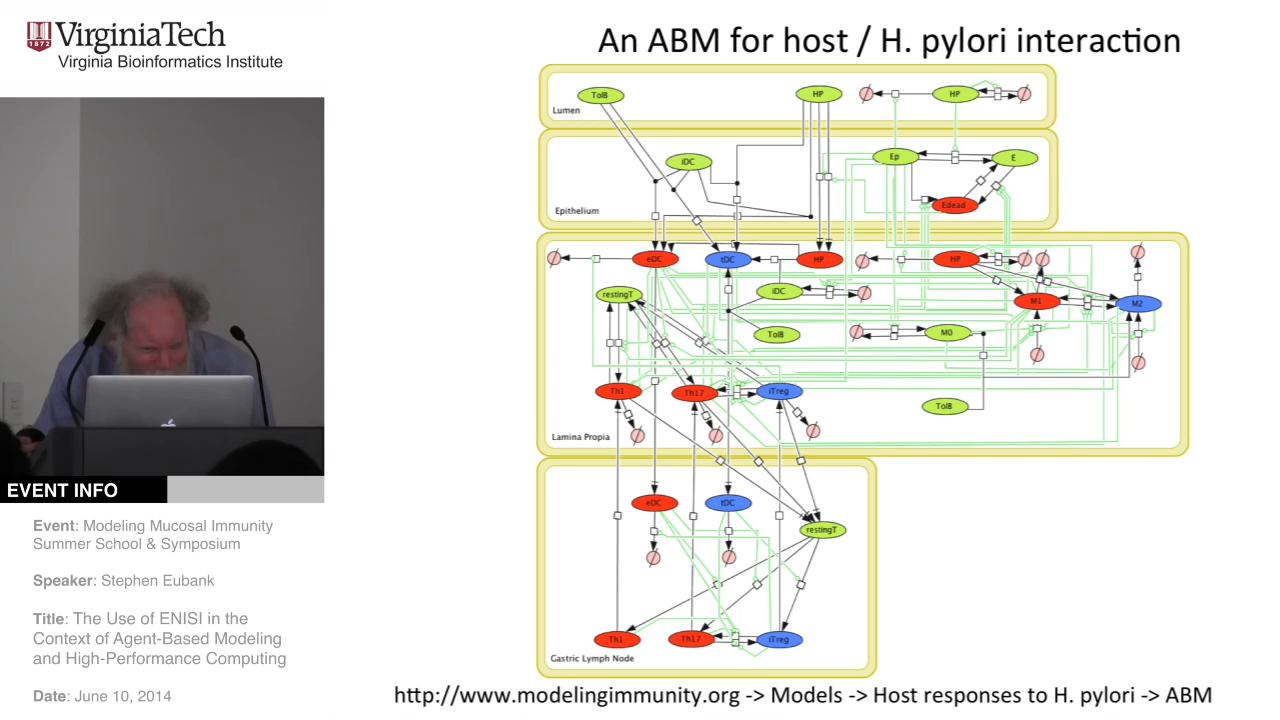 VirginiaTech
1872
Virginia Bioinformatics Institute
An ABM for host / H. pylori interaction
TolB
HP
HP
Lumen
iDC
Ep
E
Edead
Epithelium
eDC
tDC
HP
HP
restingT
iDC
M1
M2
TolB
M0
Th1
Th17
iTreg
TolB
Lamina Propia
eDC
tDC
restingT
Th1
Th17
iTreg
Gastric Lymph Node
http://www.modelingimmunity.org -> Models -> Host responses to H. pylori -> ABM
EVENT INFO
Event: Modeling Mucosal Immunity
Summer School & Symposium
Speaker: Stephen Eubank
Title: The Use of ENISI in the
Context of Agent-Based Modeling
and High-Performance Computing
Date: June 10, 2014